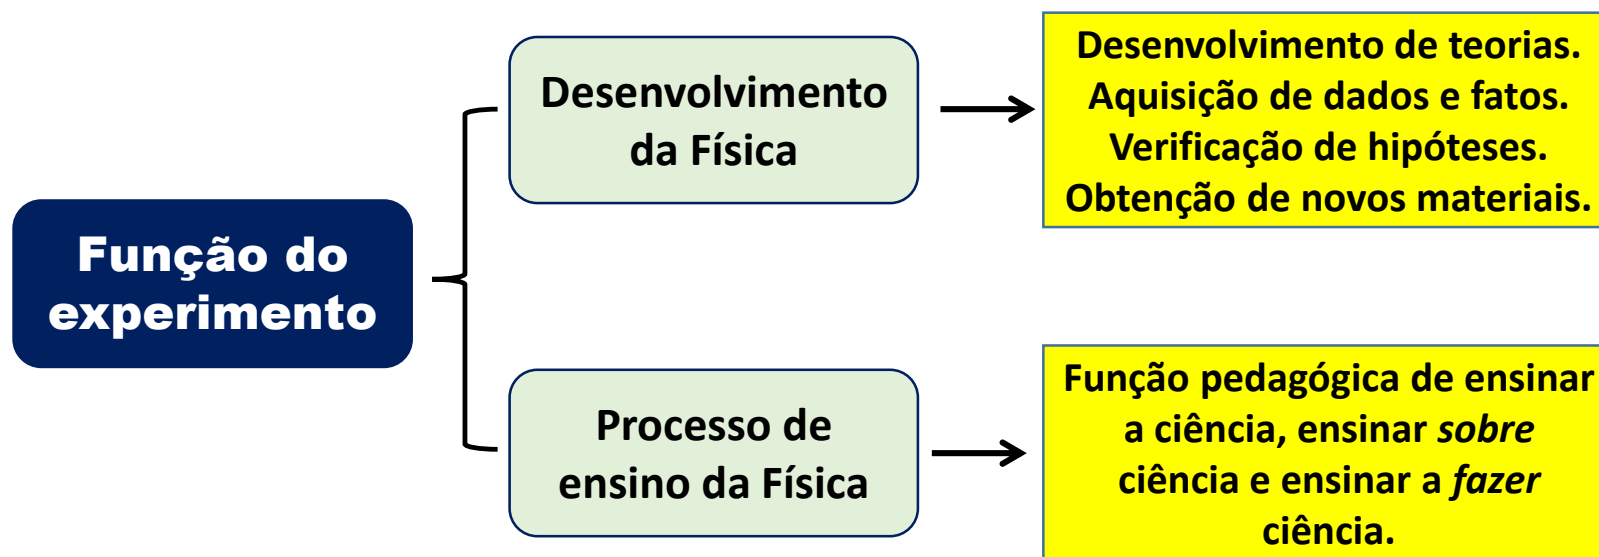 Função do
experimento
Desenvolvimento
da Física
Desenvolvimento de teorias.
Aquisição de dados e fatos.
Verificação de hipóteses.
Obtenção de novos materiais.
Processo de
ensino da Física
Função pedagógica de ensinar
a ciência, ensinar sobre
ciência e ensinar a fazer
ciência.